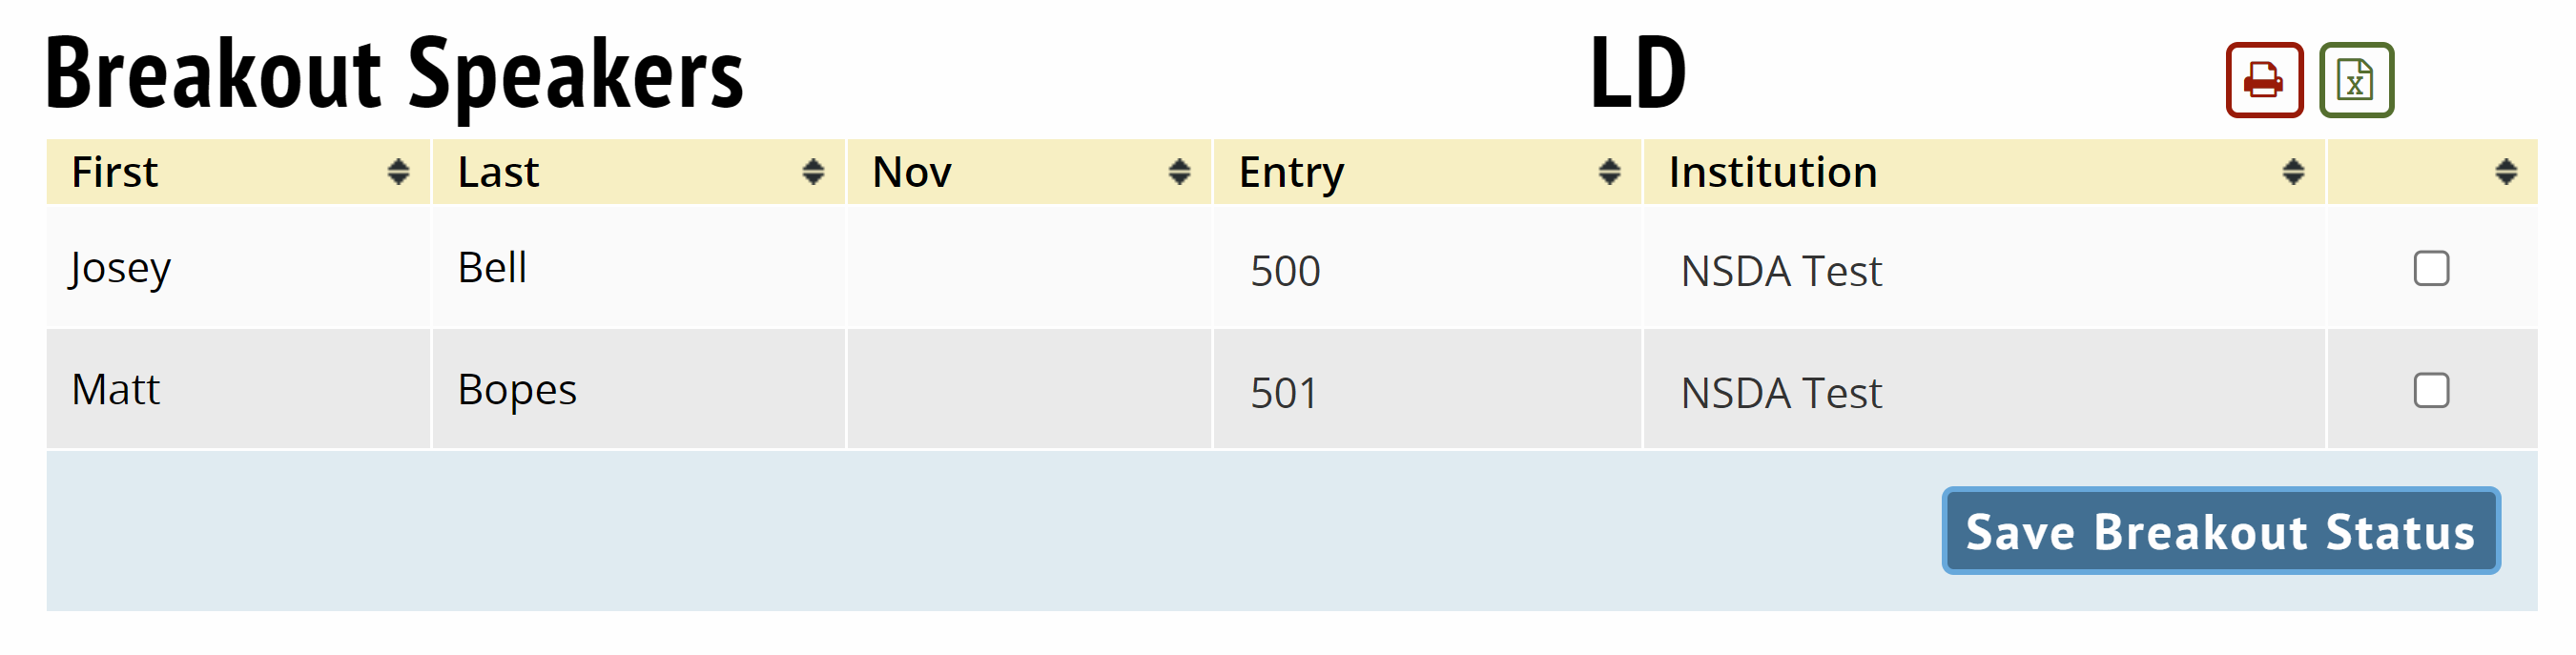 Breakout Speakers LD
First Last Nov Entry Institution
Josey Bell 500 NSDA Test
Matt Bopes 501 NSDA Test
Save Breakout Status